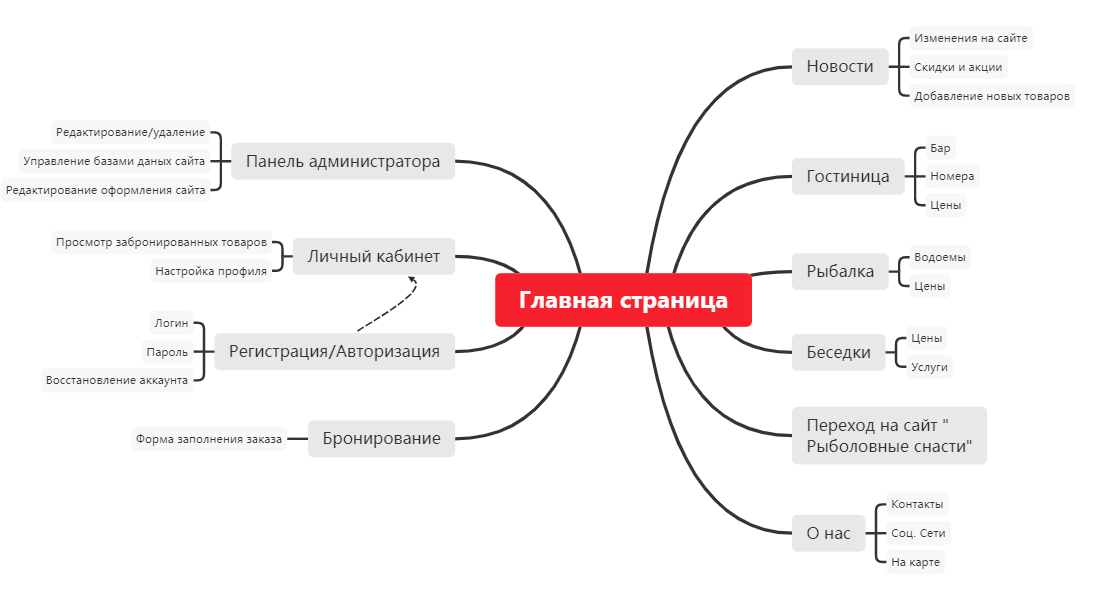 Главная страница
Новости
Изменения на сайте
Скидки и акции
Добавление новых товаров
Гостиница
Бар
Номера
Цены
Рыбалка
Водоемы
Цены
Беседки
Цены
Услуги
Переход на сайт "
Рыболовные снасти"
О нас
Контакты
Соц. Сети
На карте
Панель администратора
Редактирование/удаление
Управление базами даных сайта
Редактирование оформления сайта
Личный кабинет
Просмотр забронированных товаров
Настройка профиля
Регистрация/Авторизация
Логин
Пароль
Восстановление аккаунта
Бронирование
Форма заполнения заказа